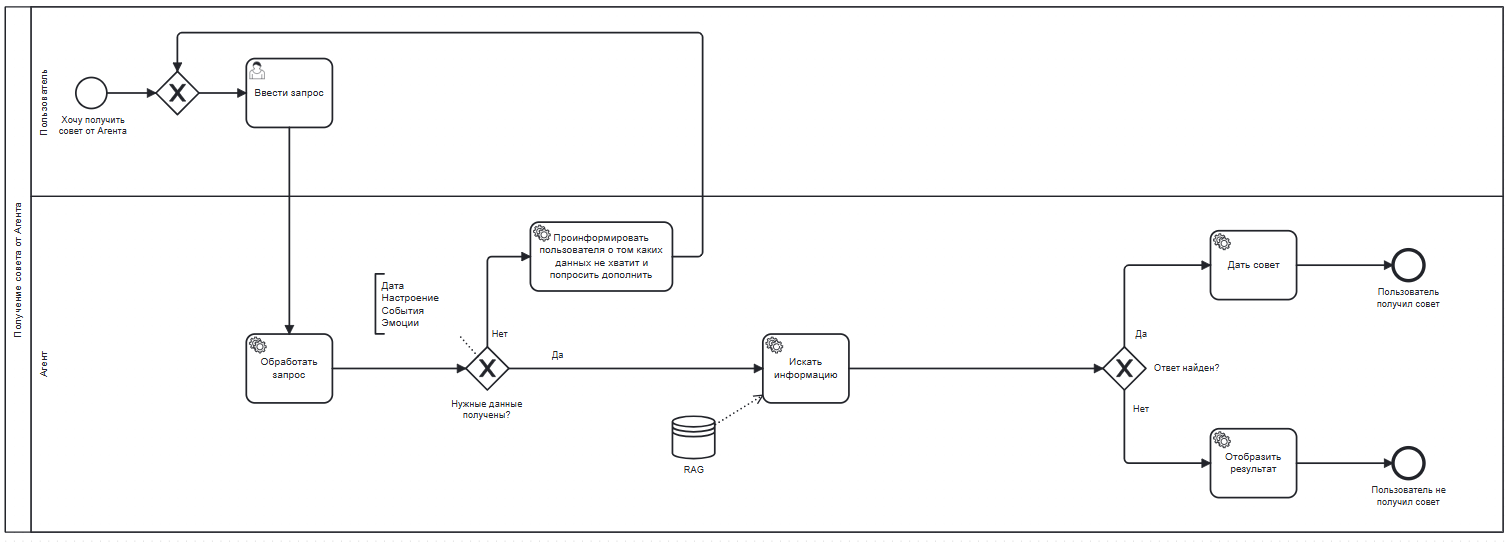 Получение совета от Агента
Пользователь
Хочу получить
совет от Агента
Ввести запрос
Агент
Обработать
запрос
Дата
Настроение
События
Эмоции
Нужные данные
получены?
Нет
Проинформировать
пользователя о том каких
данных не хватит и
попросить дополнить
Да
Искать
информацию
RAG
Ответ найден?
Да
Дать совет
Пользователь
получил совет
Нет
Отобразить
результат
Пользователь не
получил совет